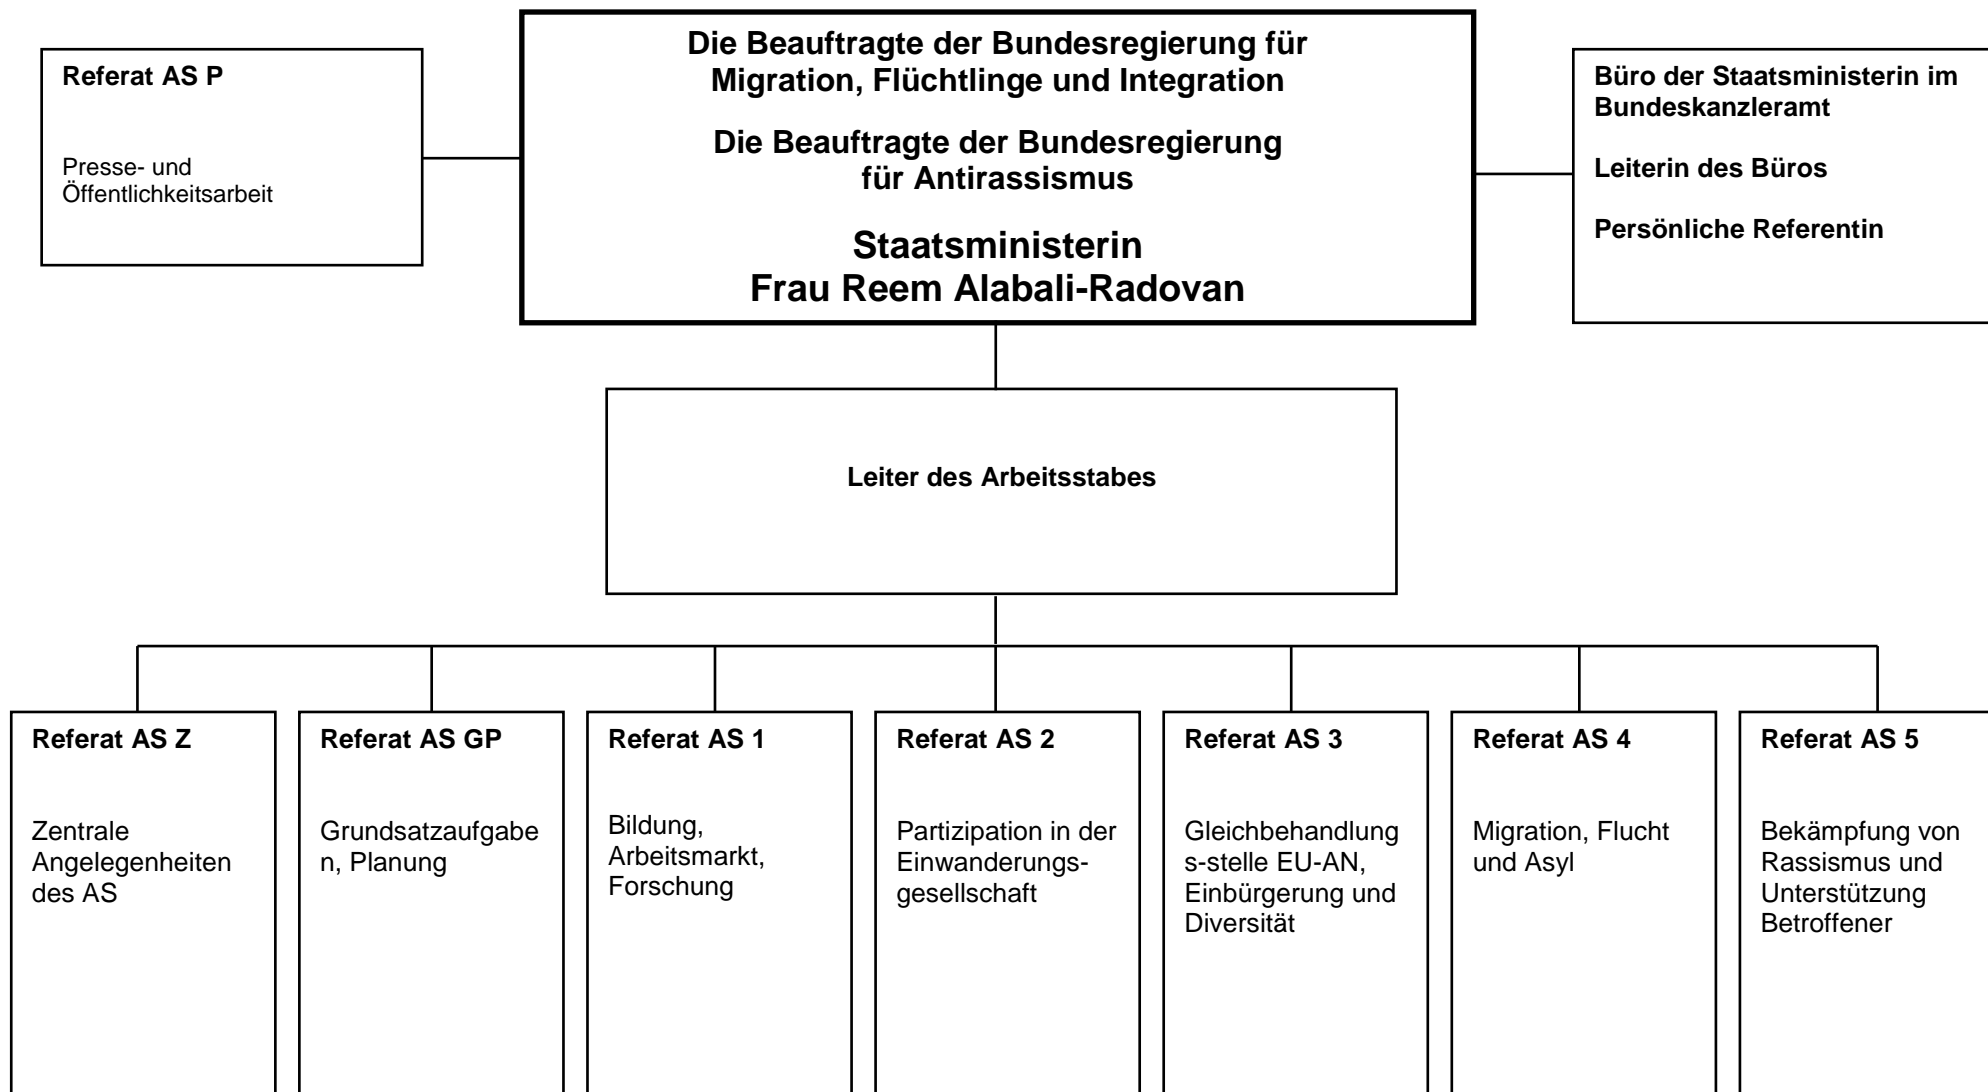 Referat AS P
Presse- und
Öffentlichkeitsarbeit
Die Beauftragte der Bundesregierung für
Migration, Flüchtlinge und Integration
Die Beauftragte der Bundesregierung
für Antirassismus
Staatsministerin
Frau Reem Alabali-Radovan
Büro der Staatsministerin im
Bundeskanzleramt
Leiterin des Büros
Persönliche Referentin
Leiter des Arbeitsstabes
Referat AS Z
Zentrale
Angelegenheiten
des AS
Referat AS GP
Grundsatzaufgabe
n, Planung
Referat AS 1
Bildung,
Arbeitsmarkt,
Forschung
Referat AS 2
Partizipation in der
Einwanderungs-
gesellschaft
Referat AS 3
Gleichbehandlung
s-stelle EU-AN,
Einbürgerung und
Diversität
Referat AS 4
Migration, Flucht
und Asyl
Referat AS 5
Bekämpfung von
Rassismus und
Unterstützung
Betroffener